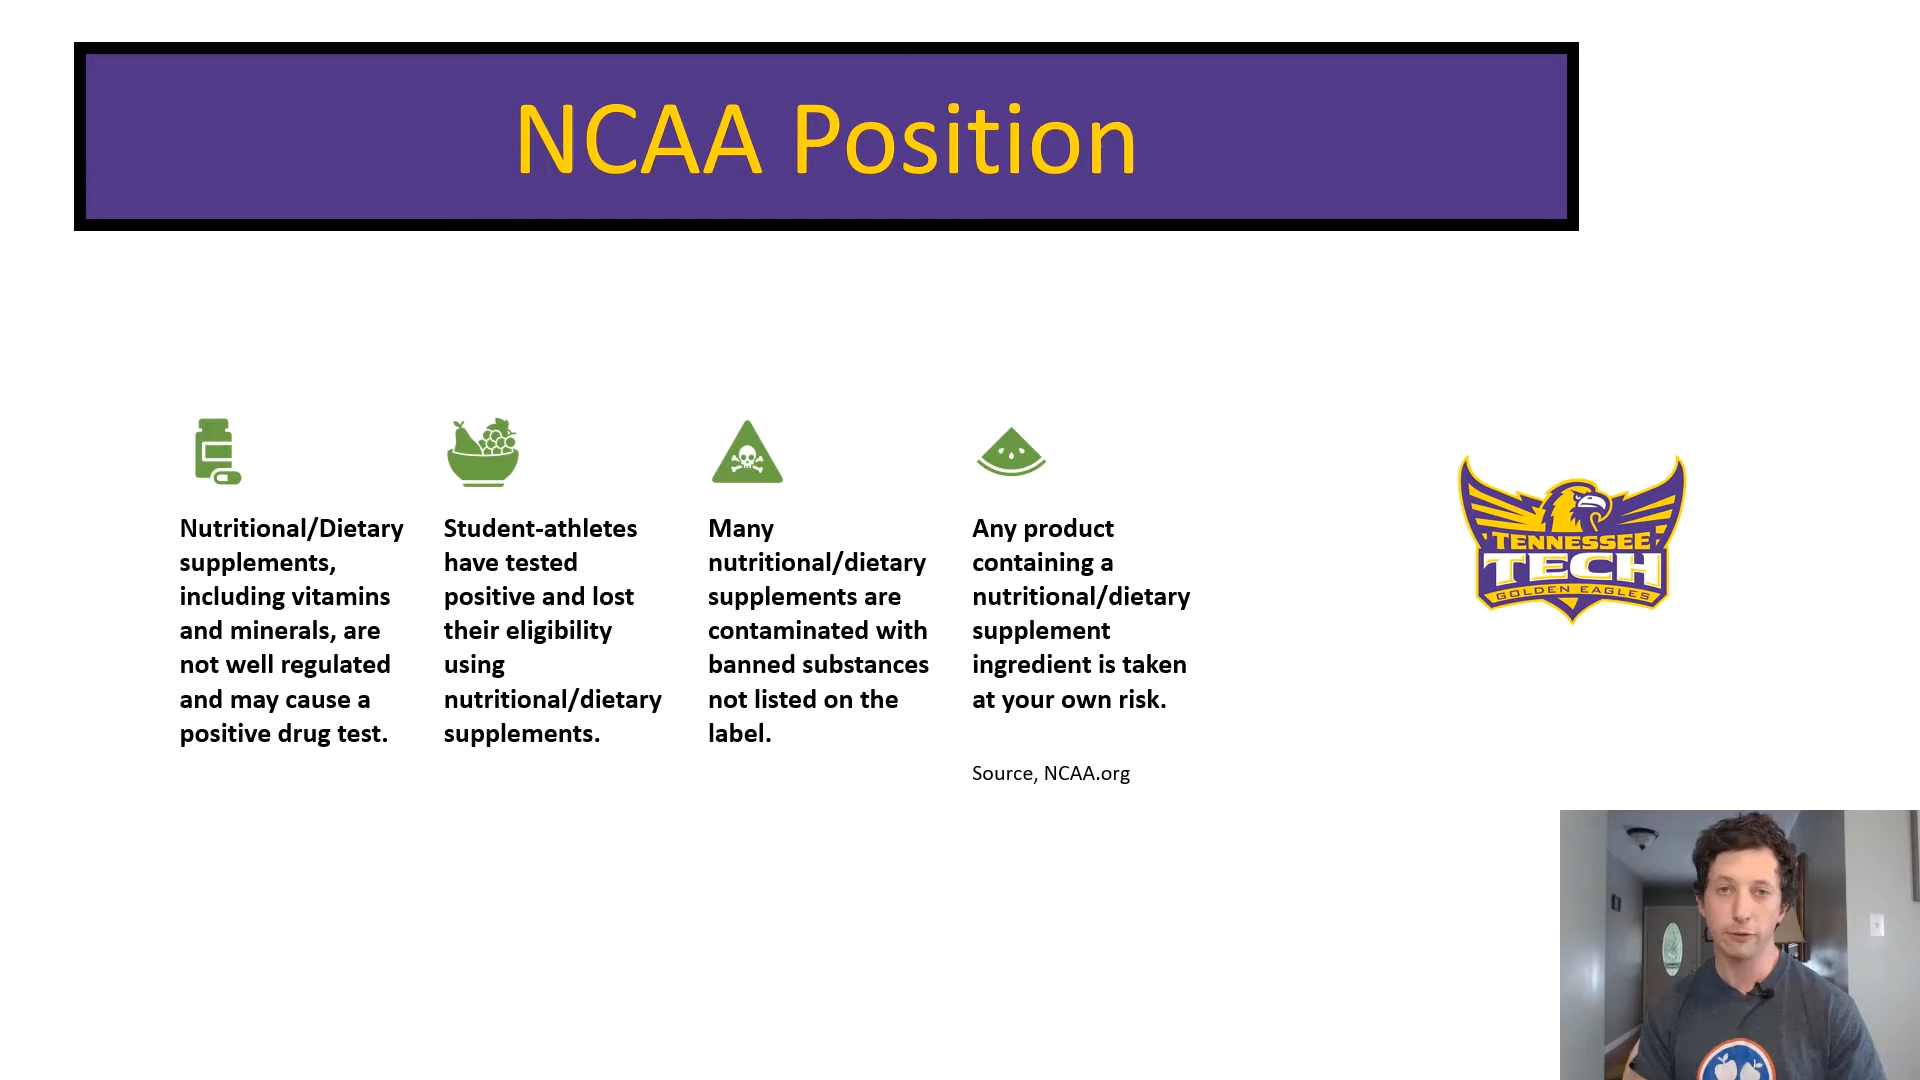 NCAA Position
Nutritional/Dietary
supplements,
including vitamins
and minerals, are
not well regulated
and may cause a
positive drug test.
Student-athletes
have tested
positive and lost
their eligibility
using
nutritional/dietary
supplements.
Many
nutritional/dietary
supplements are
contaminated with
banned substances
not listed on the
label.
Any product
containing a
nutritional/dietary
supplement
ingredient is taken
at your own risk.
Source, NCAA.org
TENNESSEE
TECH
GOLDEN EAGLES